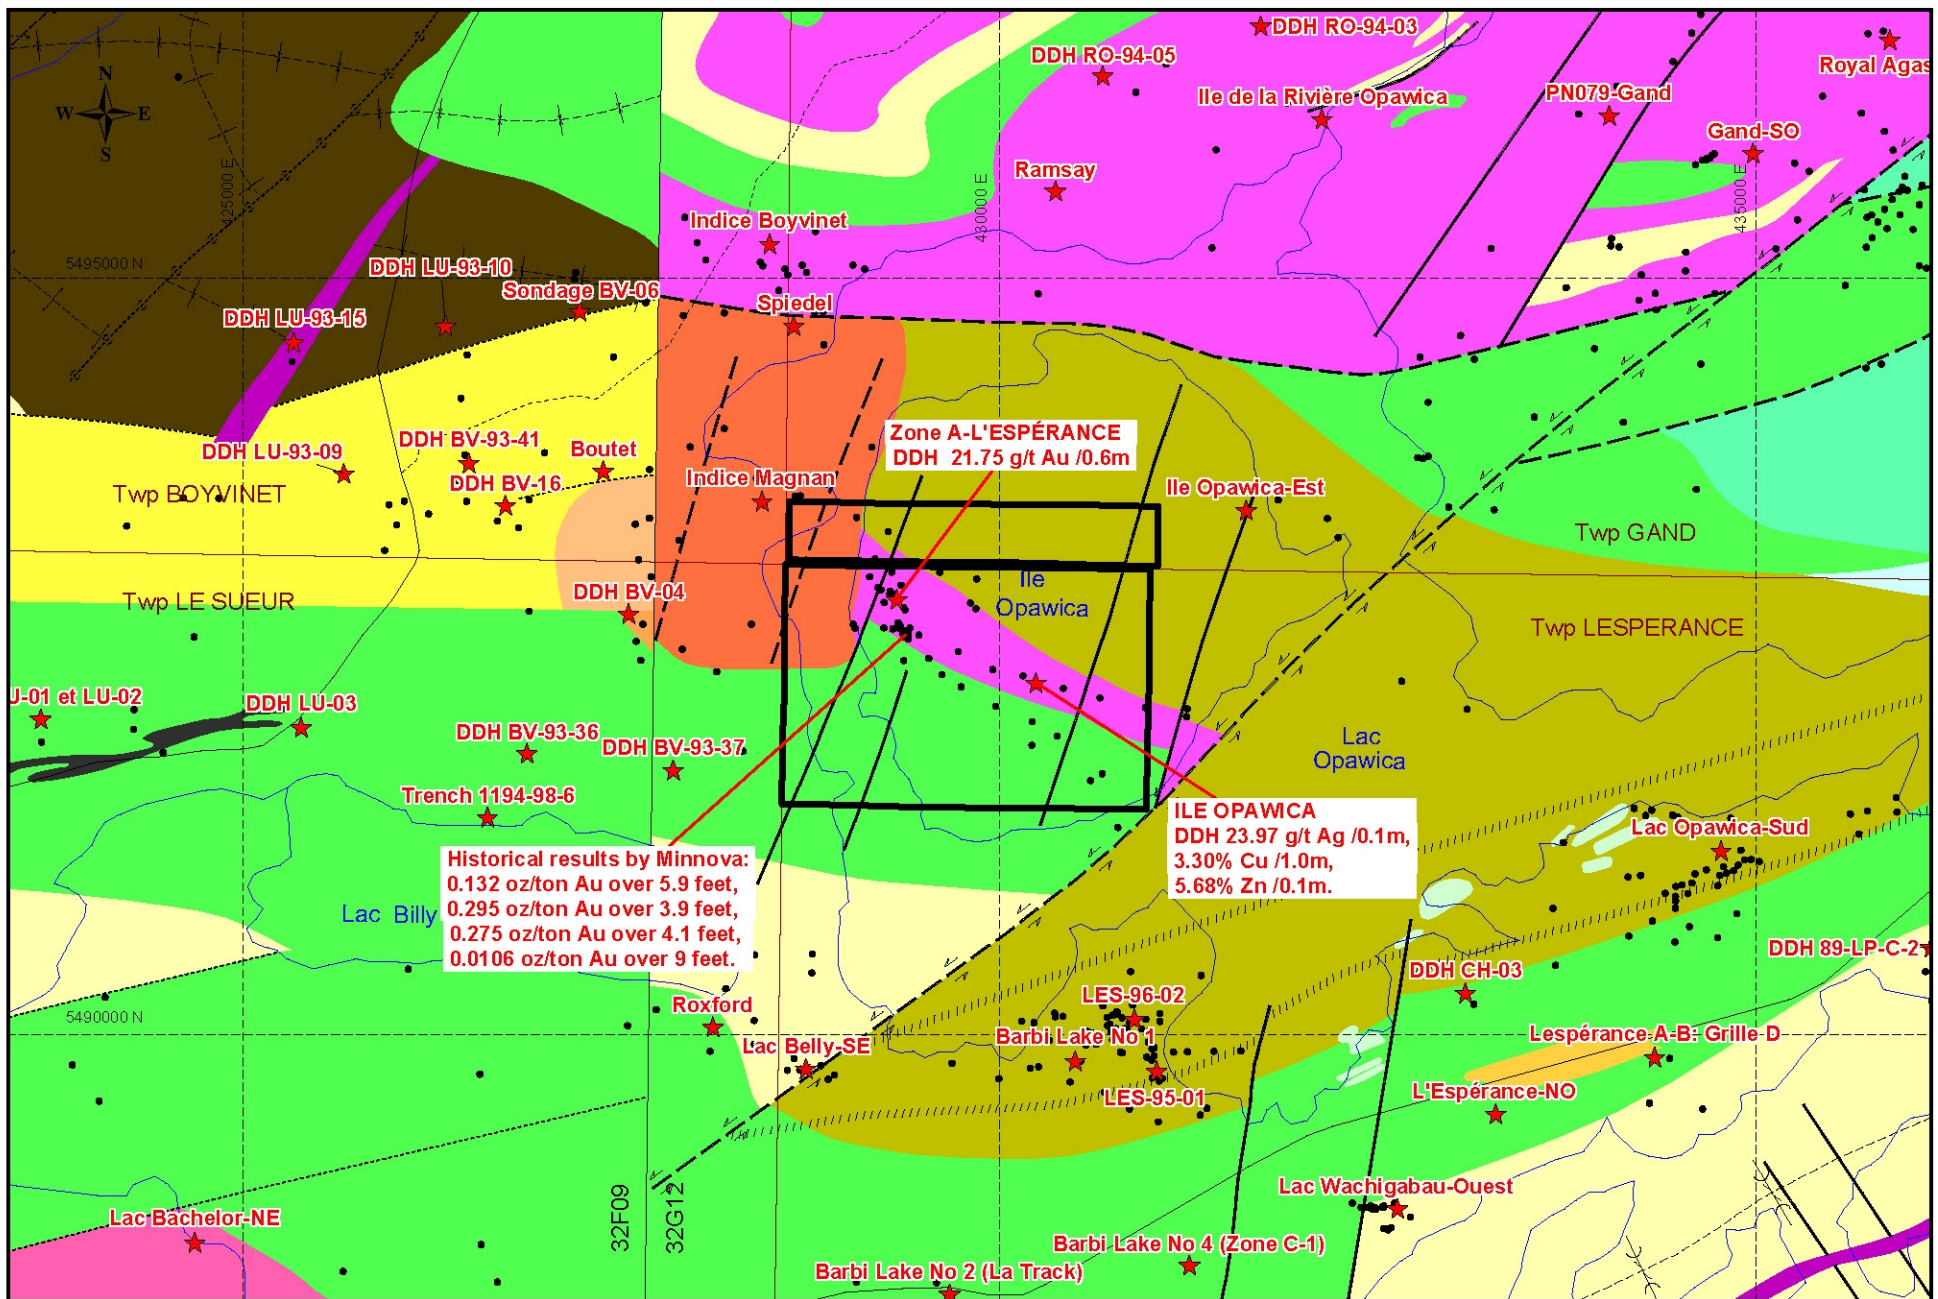 DDH RO-94-03
DDH RO-94-05
Royal Agas
N
W E
S
Ile de la Rivière Opawica
PN079-Gand
Gand-SO
425000 E
430000 E
435000 E
Ramsay
Indice Boyvinet
5495000 N
DDH LU-93-10
Sondage BV-06
Spiedel
DDH LU-93-15
Zone A-L'ESPÉRANCE
DDH 21.75 g/t Au /0.6m
DDH LU-93-09
DDH BV-93-41
Boutet
DDH BV-16
Indice Magnan
Ile Opawica-Est
Twp BOYVINET
Twp GAND
Ile
Opawica
DDH BV-04
Twp LE SUEUR
Twp LESPERANCE
J-01 et LU-02
DDH LU-03
DDH BV-93-36
DDH BV-93-37
Lac
Opawica
Trench 1194-98-6
ILE OPAWICA
DDH 23.97 g/t Ag /0.1m,
3.30% Cu /1.0m,
5.68% Zn /0.1m.
Lac Opawica-Sud
Historical results by Minnova:
0.132 oz/ton Au over 5.9 feet,
0.295 oz/ton Au over 3.9 feet,
0.275 oz/ton Au over 4.1 feet,
0.0106 oz/ton Au over 9 feet.
Lac Billy
DDH 89-LP-C-2
DDH CH-03
LES-96-02
Roxford
5490000 N
Barbi Lake No 1
Lespérance A-B: Grille D
Lac Belly-SE
LES-95-01
L'Espérance-NO
Lac Wachigabau-Ouest
32F09
32G12
Lac Bachelor-NE
Barbi Lake No 4 (Zone C-1)
Barbi Lake No 2 (La Track)